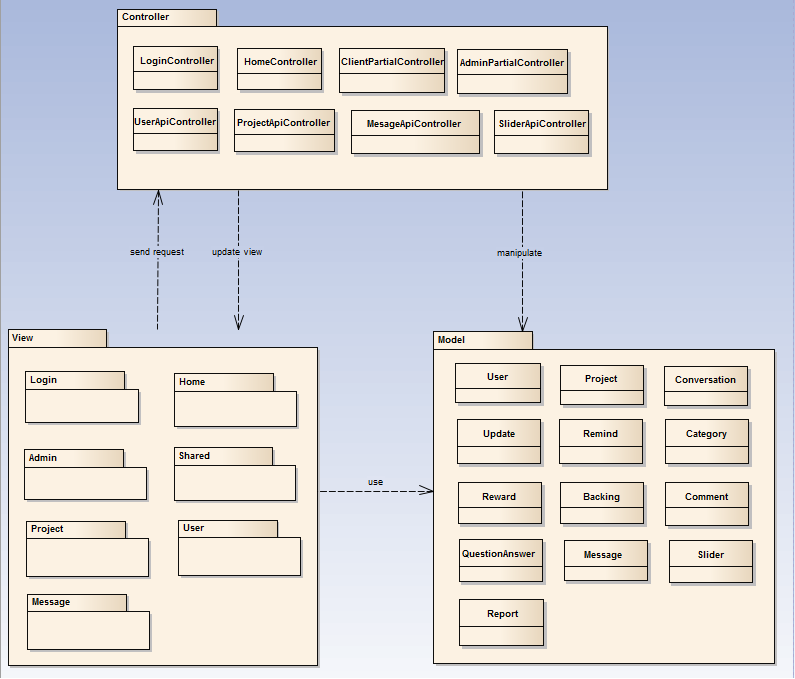 Controller
LoginController
HomeController
ClientPartialController
AdminPartialController
UserApiController
ProjectApiController
MesageApiController
SliderApiController
send request
update view
manipulate
View
Login
Home
Admin
Shared
Project
User
Message
use
Model
User
Project
Conversation
Update
Remind
Category
Reward
Backing
Comment
QuestionAnswer
Message
Slider
Report